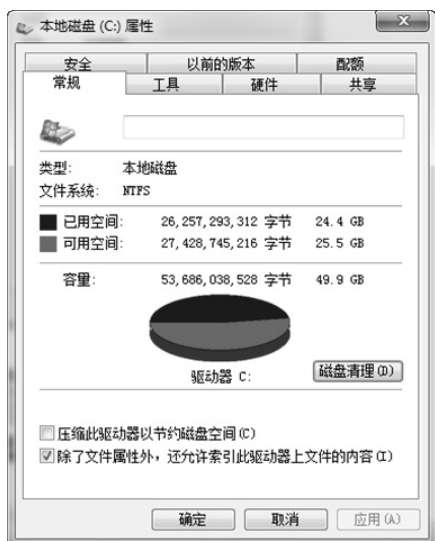 本地磁盘 (C:) 属性
安全 以前的版本 配额
常规 工具 硬件 共享
类型: 本地磁盘
文件系统: NTFS
已用空间: 26,257,293,312 字节 24.4 GB
可用空间: 27,428,745,216 字节 25.5 GB
容量: 53,686,038,528 字节 49.9 GB
驱动器 C: 磁盘清理(D)
压缩此驱动器以节约磁盘空间(C)
除了文件属性外，还允许索引此驱动器上文件的内容(I)
确定 取消 应用(A)